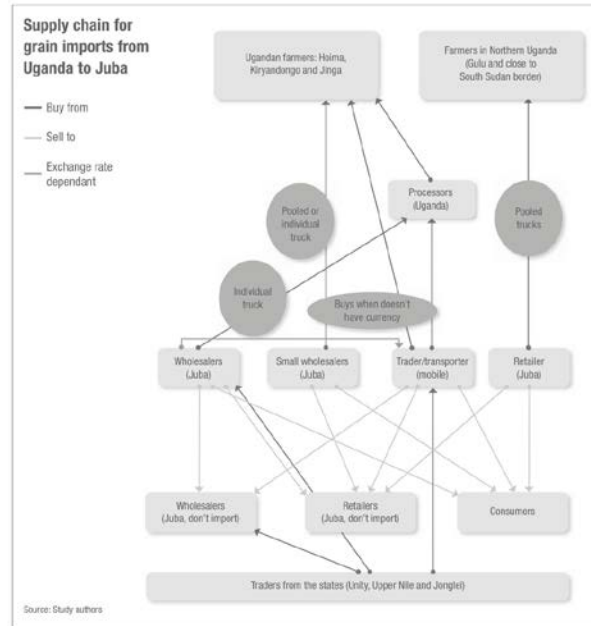 Supply chain for
grain imports from
Uganda to Juba
Buy from
Sell to
Exchange rate
dependant
Ugandan farmers: Hoima,
Kiryandongo and Jinga
Farmers in Northern Uganda
(Gulu and close to
South Sudan border)
Processors
(Uganda)
Pooled or
individual
truck
Pooled
trucks
Individual
truck
Buys when doesn't
have currency
Wholesalers
(Juba)
Small wholesalers
(Juba)
Trader/transporter
(mobile)
Retailer
(Juba)
Wholesalers
(Juba, don't import)
Retailers
(Juba, don't import)
Consumers
Traders from the states (Unity, Upper Nile and Jonglei)
Source: Study authors